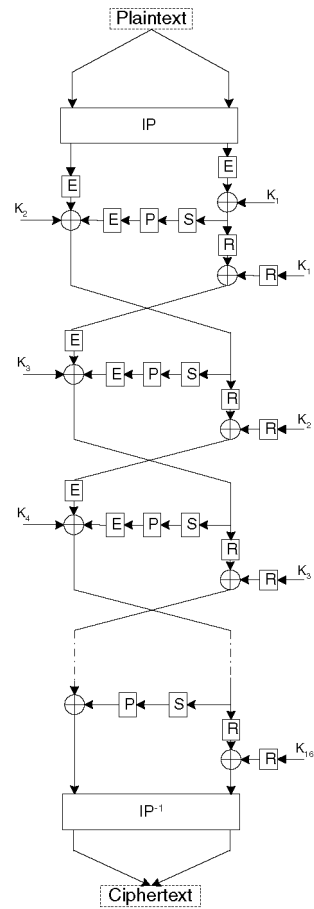 Plaintext
IP
E
E
K1
K2
E P S
R
R
K1
E
K3
E P S
R
R
K2
E
K4
E P S
R
R
K3
P S
R
R
K16
IP-1
Ciphertext